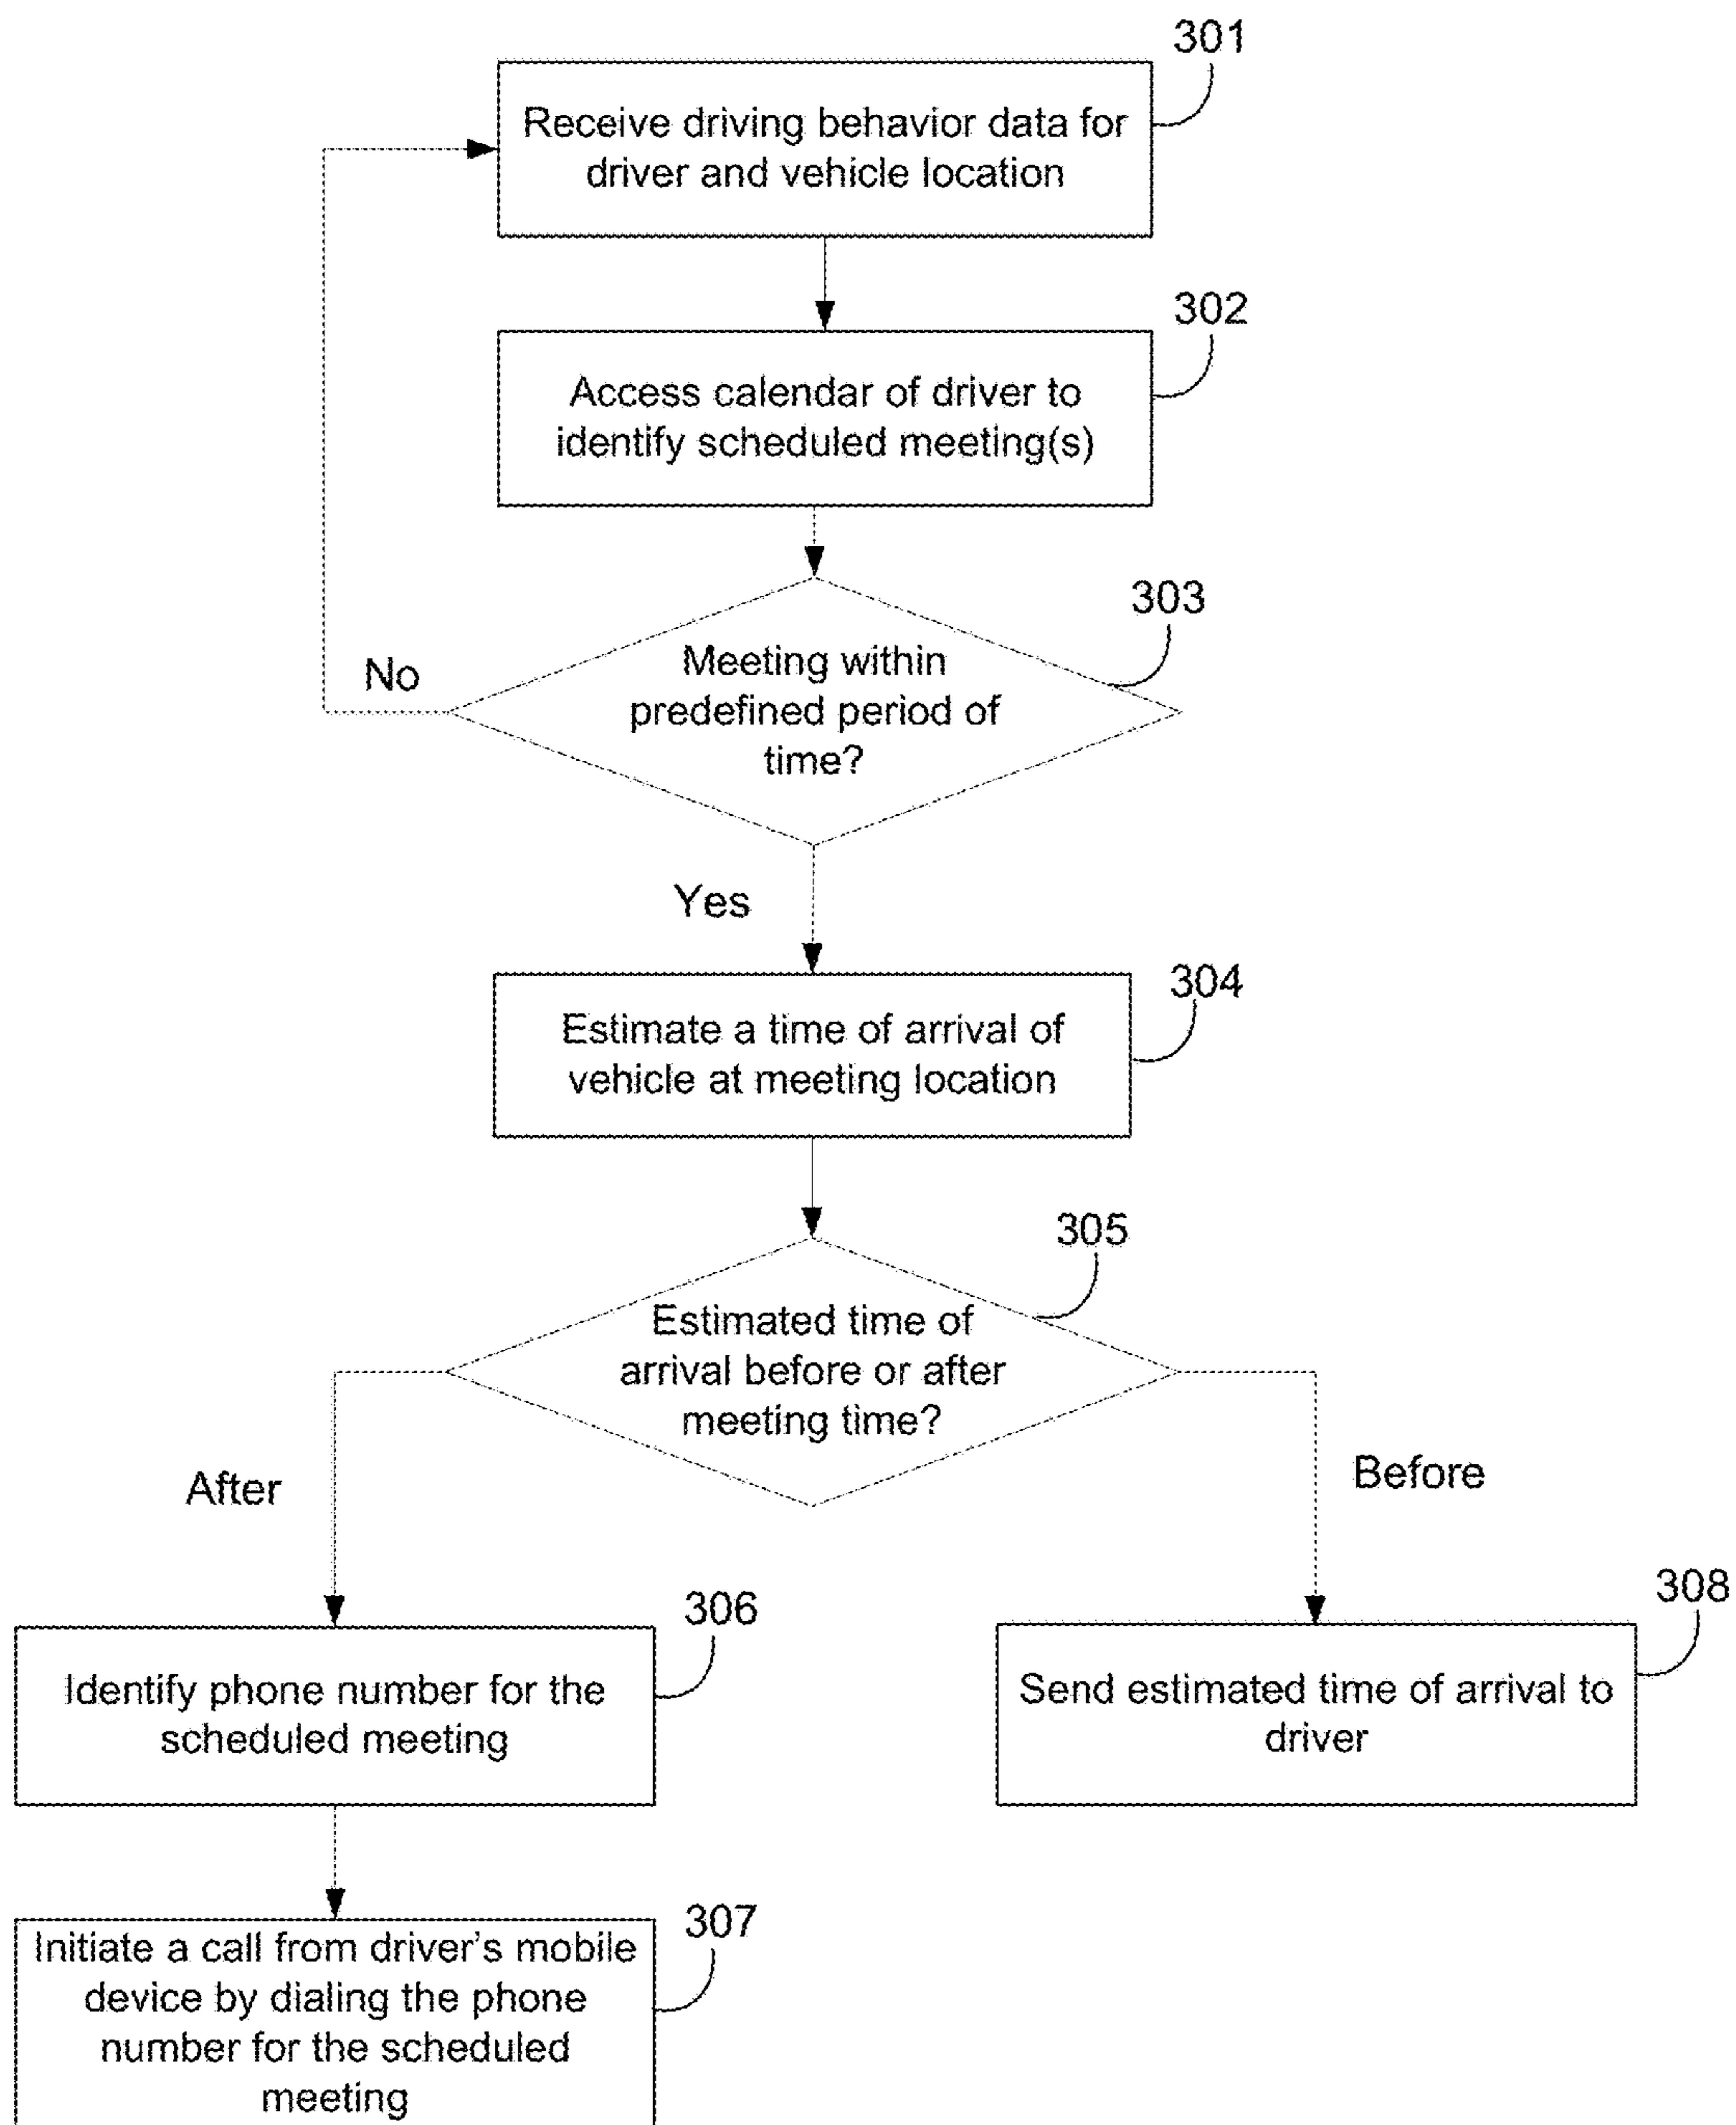 301
Receive driving behavior data for
driver and vehicle location
302
Access calendar of driver to
identify scheduled meeting(s)
303
Meeting within
predefined period of
time?
No
Yes
304
Estimate a time of arrival of
vehicle at meeting location
305
Estimated time of
arrival before or after
meeting time?
After
Before
306
Identify phone number for the
scheduled meeting
308
Send estimated time of arrival to
driver
307
Initiate a call from driver's mobile
device by dialing the phone
number for the scheduled
meeting